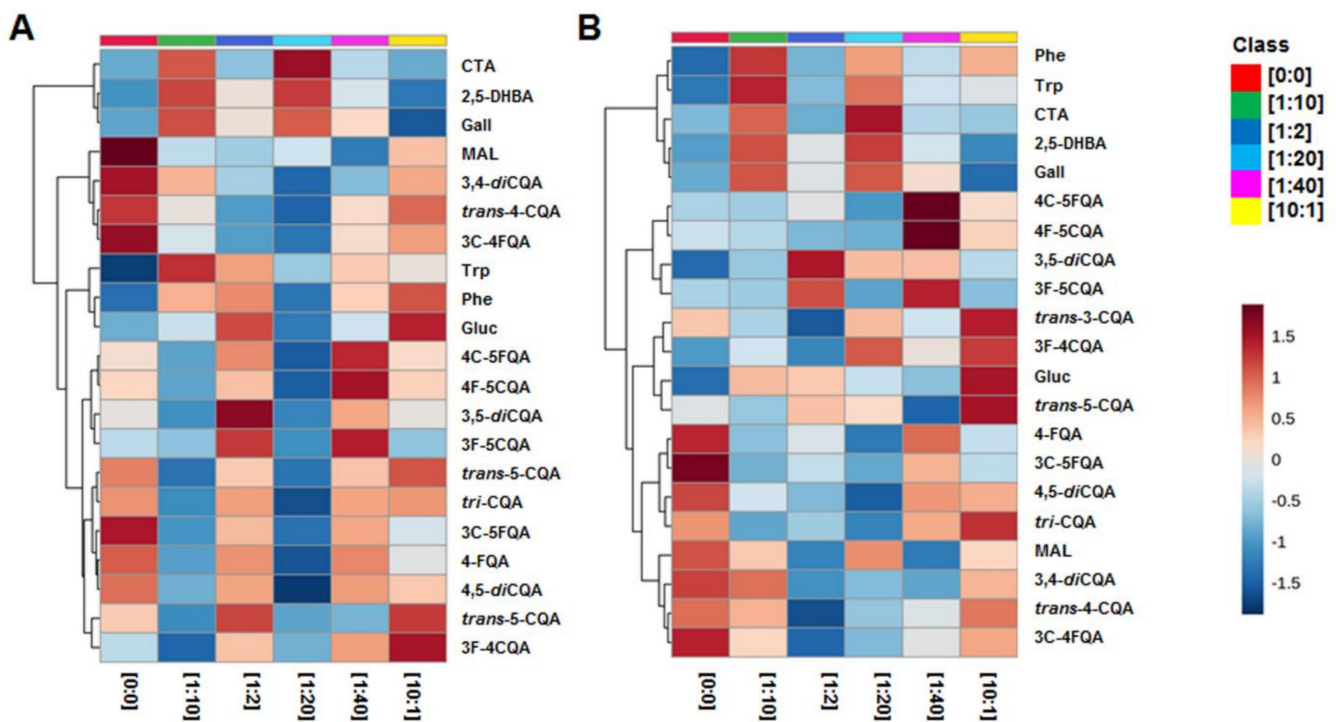 A
CTA
2,5-DHBA
Gall
MAL
3,4-diCQA
trans-4-CQA
3C-4FQA
Trp
Phe
Gluc
4C-5FQA
4F-5CQA
3,5-diCQA
3F-5CQA
trans-5-CQA
tri-CQA
3C-5FQA
4-FQA
4,5-diCQA
trans-5-CQA
3F-4CQA
[0:0] [1:10] [1:2] [1:20] [1:40] [10:1]
B
Phe
Trp
CTA
2,5-DHBA
Gall
4C-5FQA
4F-5CQA
3,5-diCQA
3F-5CQA
trans-3-CQA
3F-4CQA
Gluc
trans-5-CQA
4-FQA
3C-5FQA
4,5-diCQA
tri-CQA
MAL
3,4-diCQA
trans-4-CQA
3C-4FQA
[0:0] [1:10] [1:2] [1:20] [1:40] [10:1]
Class
[0:0]
[1:10]
[1:2]
[1:20]
[1:40]
[10:1]
1.5
1
0.5
0
-0.5
-1
-1.5